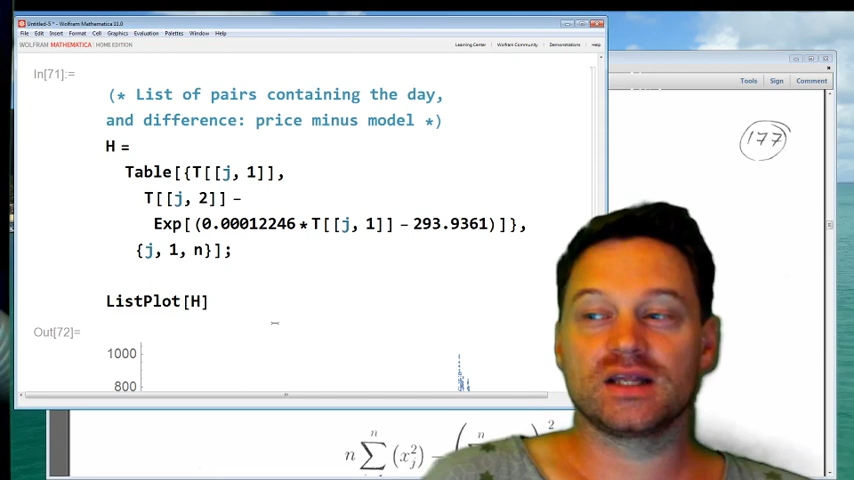 Untitled-5 * - Wolfram Mathematica 11.0
File Edit Insert Format Cell Graphics Evaluation Palettes Window Help
WOLFRAM MATHEMATICA | HOME EDITION
Learning Center | Wolfram Community | Demonstrations | Help
Tools Sign Comment
In[71]:=
(* List of pairs containing the day,
and difference: price minus model *)
177
H =
Table[{T[[j, 1]],
T[[j, 2]] –
Exp[(0.00012246 * T[[j, 1]] – 293.9361)]},
{j, 1, n}];
ListPlot[H]
Out[72]=
1000
800
n ∑ⁿ (xⱼ²) – ( ∑ⁿ )²